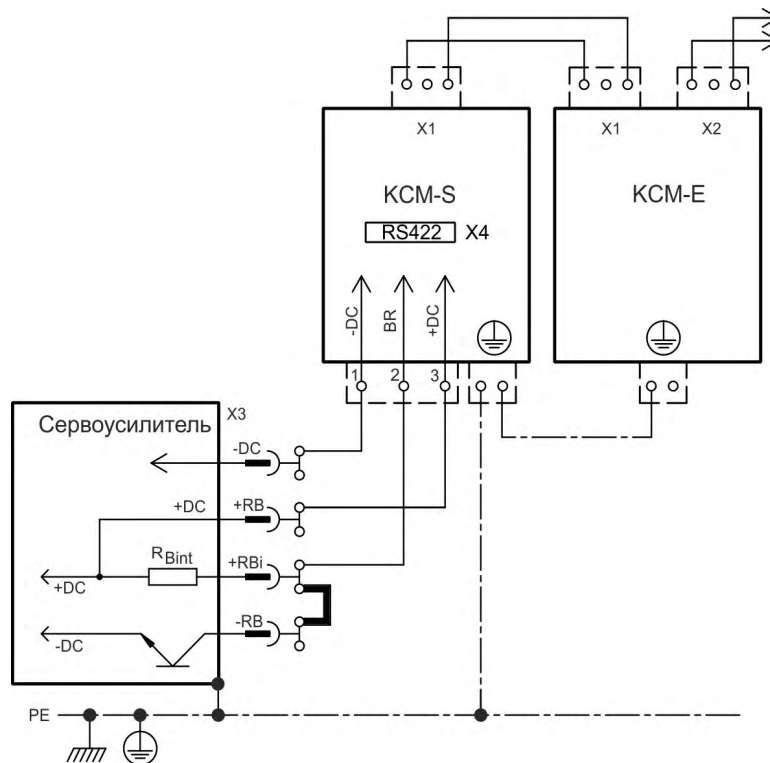 X1
X1
X2
KCM-S
KCM-E
RS422 X4
-DC
BR
+DC
1
2
3
X3
Сервоусилитель
-DC
+DC
+RB
RBint
+RBi
+DC
-RB
-DC
PE